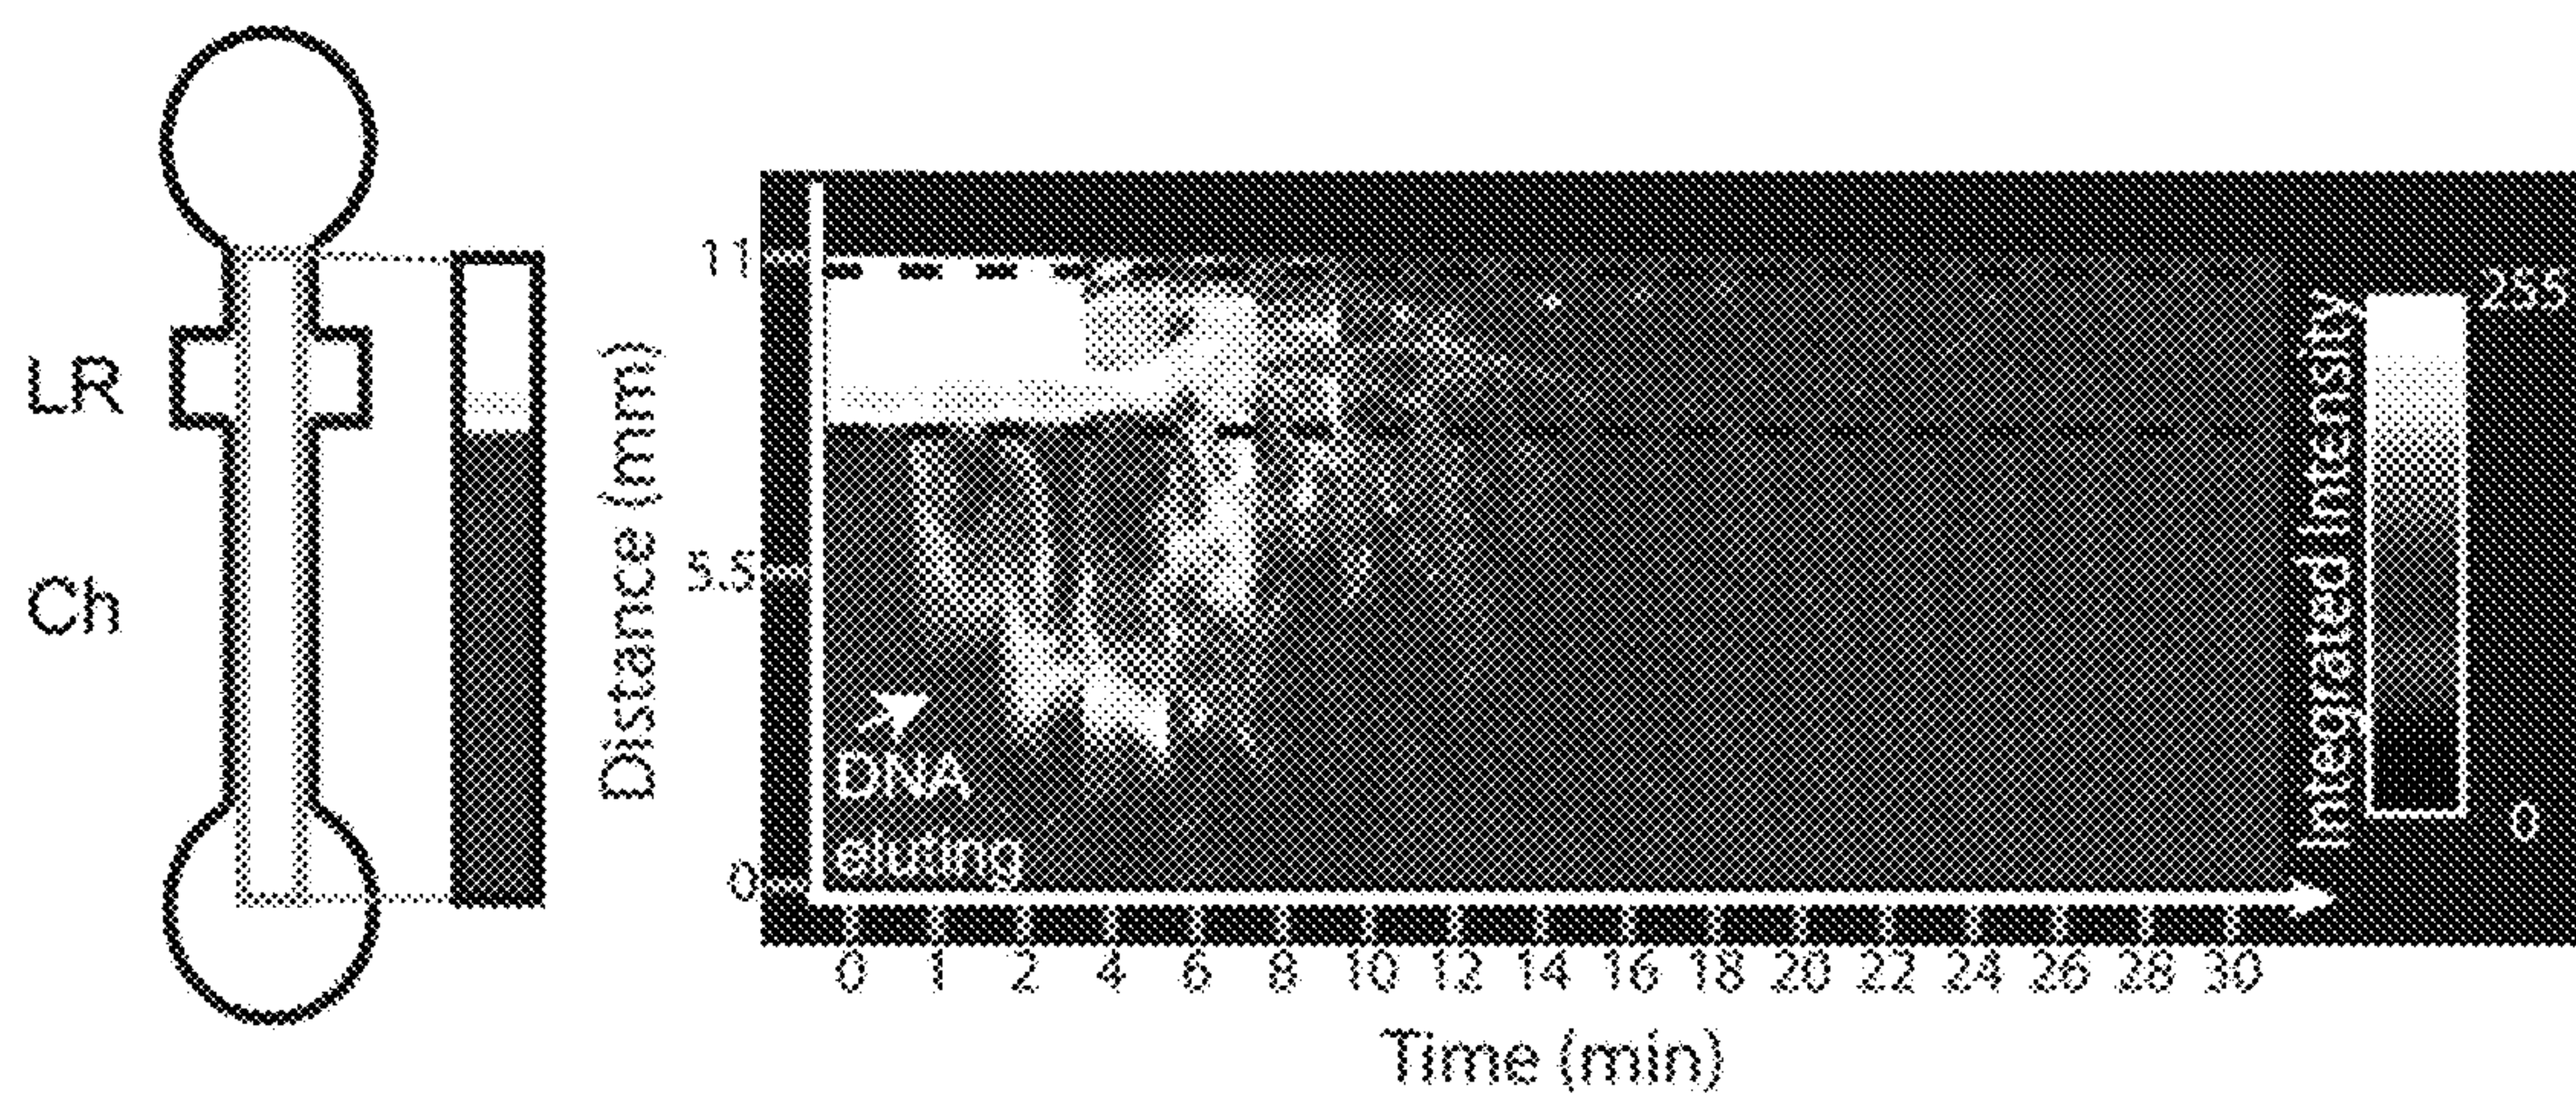 LR
Ch
Distance (mm)
11
5.5
0
DNA
eluting
0 1 2 4 6 8 10 12 14 16 18 20 22 24 26 28 30
Time (min)
Integrated Intensity
255
0